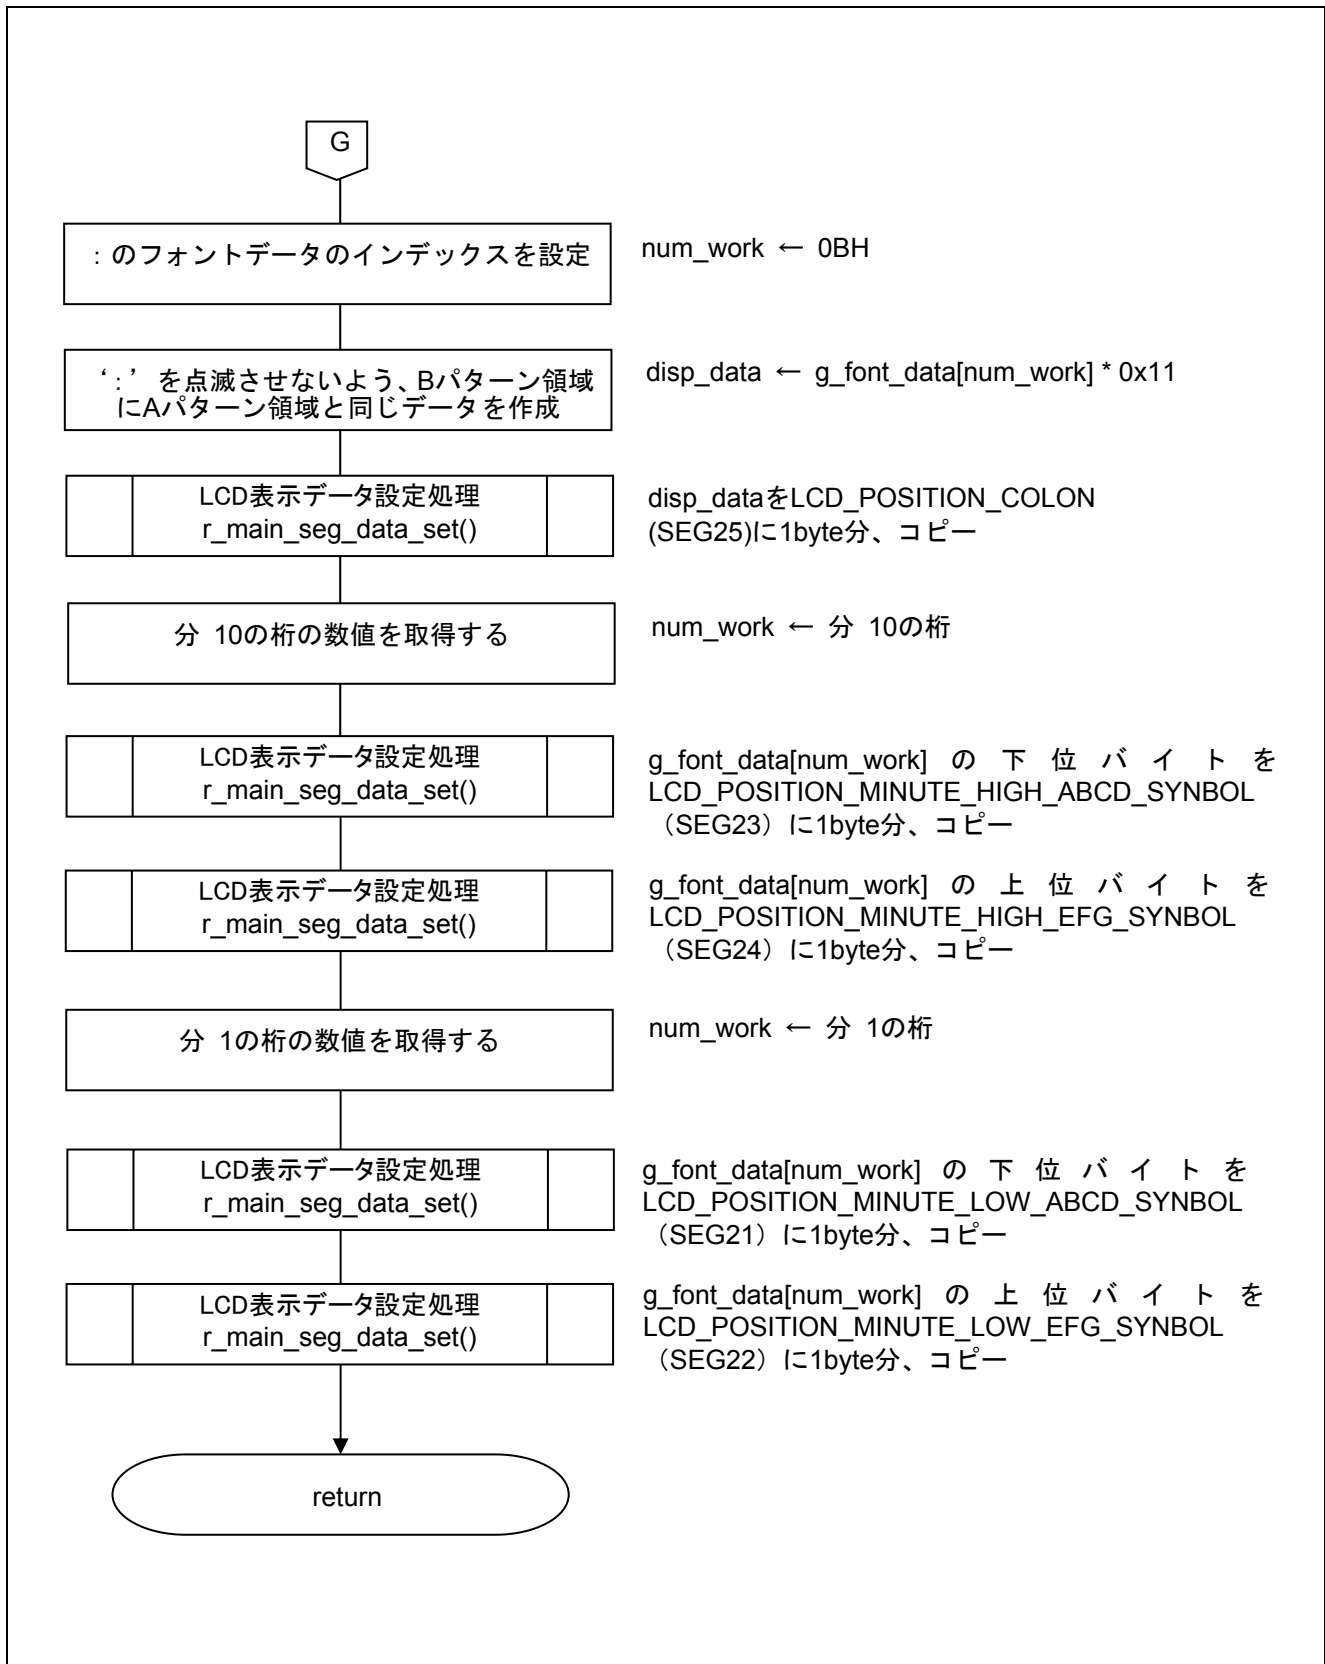 G
：のフォントデータのインデックスを設定
num_work ← 0BH
‘：’ を点滅させないよう、Bパターン領域
にAパターン領域と同じデータを作成
disp_data ← g_font_data[num_work] * 0x11
LCD表示データ設定処理
r_main_seg_data_set()
disp_dataをLCD_POSITION_COLON
(SEG25)に1byte分、コピー
分 10の桁の数値を取得する
num_work ← 分 10の桁
LCD表示データ設定処理
r_main_seg_data_set()
g_font_data[num_work] の 下 位 バ イ ト を
LCD_POSITION_MINUTE_HIGH_ABCD_SYNBOL
（SEG23）に1byte分、コピー
LCD表示データ設定処理
r_main_seg_data_set()
g_font_data[num_work] の 上 位 バ イ ト を
LCD_POSITION_MINUTE_HIGH_EFG_SYNBOL
（SEG24）に1byte分、コピー
分 1の桁の数値を取得する
num_work ← 分 1の桁
LCD表示データ設定処理
r_main_seg_data_set()
g_font_data[num_work] の 下 位 バ イ ト を
LCD_POSITION_MINUTE_LOW_ABCD_SYNBOL
（SEG21）に1byte分、コピー
LCD表示データ設定処理
r_main_seg_data_set()
g_font_data[num_work] の 上 位 バ イ ト を
LCD_POSITION_MINUTE_LOW_EFG_SYNBOL
（SEG22）に1byte分、コピー
return